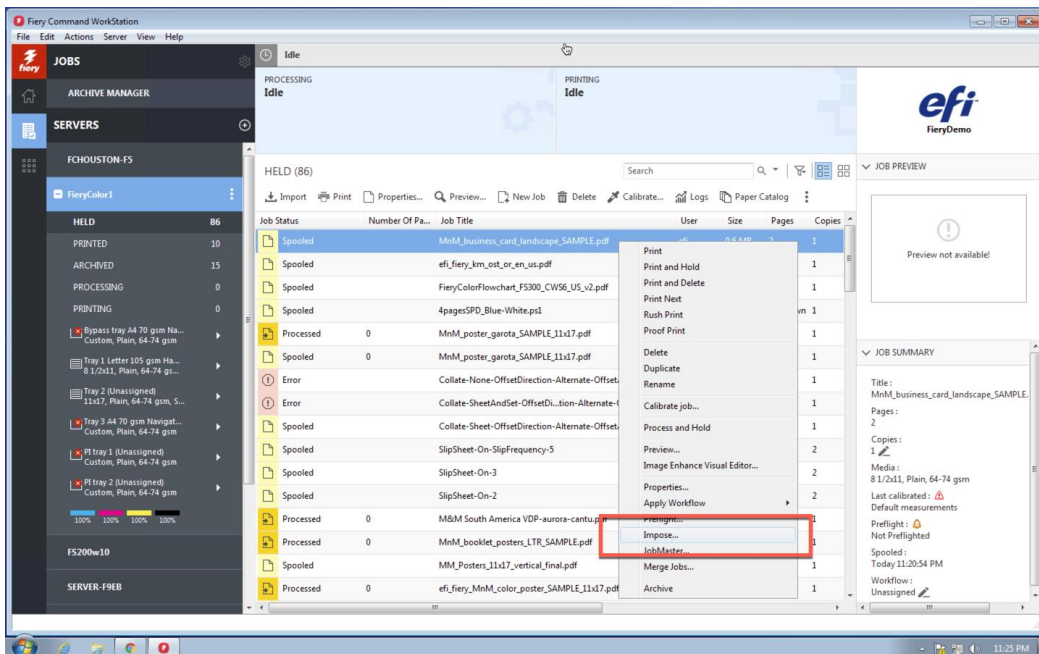 Fiery Command WorkStation
File Edit Actions Server View Help
fiery
JOBS
ARCHIVE MANAGER
SERVERS
FCHOUSTON-F5
FieryColor1
HELD 86
PRINTED 10
ARCHIVED 15
PROCESSING 0
PRINTING 0
Bypass tray A4 70 gsm Na...
Custom, Plain, 64-74 gsm
Tray 1 Letter 105 gsm Ha...
8 1/2x11, Plain, 64-74 gs...
Tray 2 (Unassigned)
11x17, Plain, 64-74 gsm, S...
Tray 3 A4 70 gsm Navigat...
Custom, Plain, 64-74 gsm
PI tray 1 (Unassigned)
Custom, Plain, 64-74 gsm
PI tray 2 (Unassigned)
Custom, Plain, 64-74 gsm
100% 100% 100% 100%
FS200w10
SERVER-F9EB
Idle
PROCESSING
Idle
PRINTING
Idle
HELD (86)
Search
Import Print Properties... Preview... New Job Delete Calibrate... Logs Paper Catalog
Job Status Number Of Pa... Job Title User Size Pages Copies
Spooled MnM_business_card_landscape_SAMPLE.pdf efi 0.6 MB 2 1
Spooled efi_fiery_km_ost_or_en_us.pdf 1
Spooled FieryColorFlowchart_FS300_CWS6_US_v2.pdf 1
Spooled 4pagesSPD_Blue-White.ps1 vn 1
Processed 0 MnM_poster_garota_SAMPLE_11x17.pdf 1
Spooled 0 MnM_poster_garota_SAMPLE_11x17.pdf 1
Error Collate-None-OffsetDirection-Alternate-Offset. 1
Error Collate-SheetAndSet-OffsetDi...tion-Alternate- 1
Spooled Collate-Sheet-OffsetDirection-Alternate-Offset. 1
Spooled SlipSheet-On-SlipFrequency-5 2
Spooled SlipSheet-On-3 2
Spooled SlipSheet-On-2 2
Processed 0 M&M South America VDP-aurora-cantu.pdf 1
Processed 0 MnM_booklet_posters_LTR_SAMPLE.pdf 1
Spooled MM_Posters_11x17_vertical_final.pdf 1
Processed 0 efi_fiery_MnM_color_poster_SAMPLE_11x17.pdf 1
Print
Print and Hold
Print and Delete
Print Next
Rush Print
Proof Print
Delete
Duplicate
Rename
Calibrate job...
Process and Hold
Preview...
Image Enhance Visual Editor...
Properties...
Apply Workflow
Preflight...
Impose...
JobMaster...
Merge Jobs...
Archive
efi
FieryDemo
JOB PREVIEW
Preview not available!
JOB SUMMARY
Title :
MnM_business_card_landscape_SAMPLE.
Pages :
2
Copies :
1
Media :
8 1/2x11, Plain, 64-74 gsm
Last calibrated :
Default measurements
Preflight :
Not Preflighted
Spooled :
Today 11:20:54 PM
Workflow :
Unassigned
11:25 PM